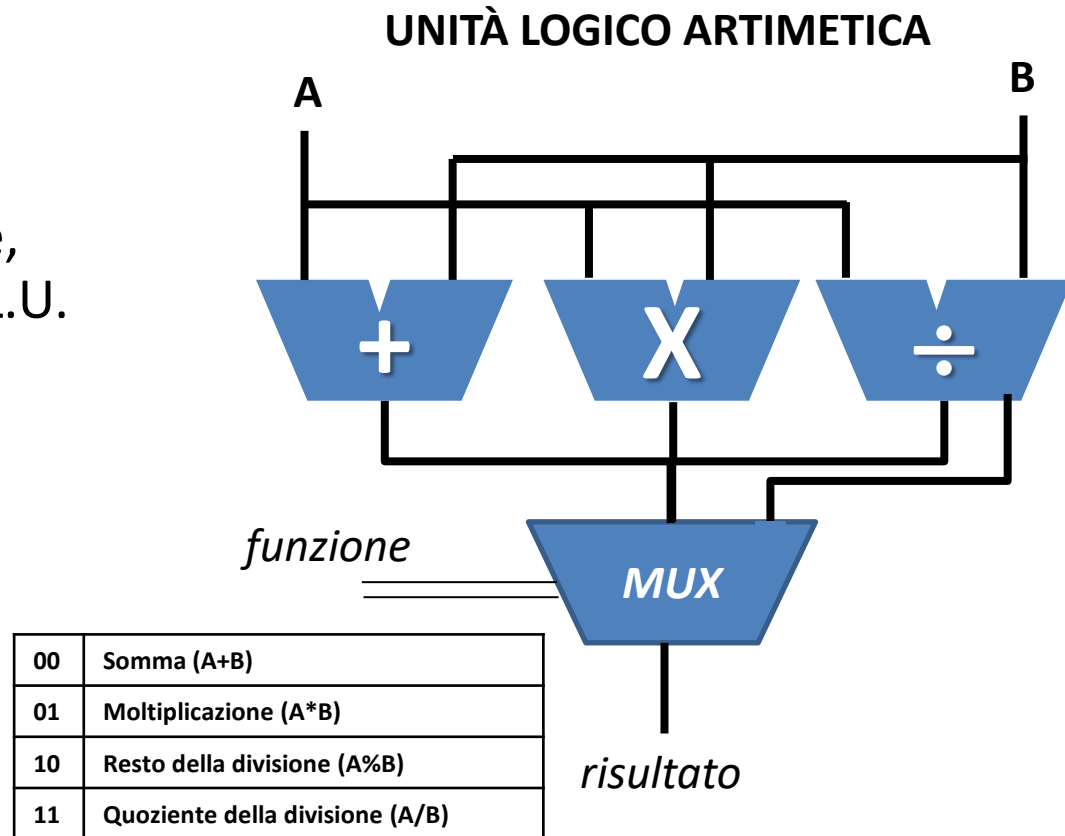 UNITÀ LOGICO ARTIMETICA
A
B
e,
.U.
+
X
÷
funzione
MUX
00 Somma (A+B)
01 Moltiplicazione (A*B)
10 Resto della divisione (A%B)
11 Quoziente della divisione (A/B)
risultato